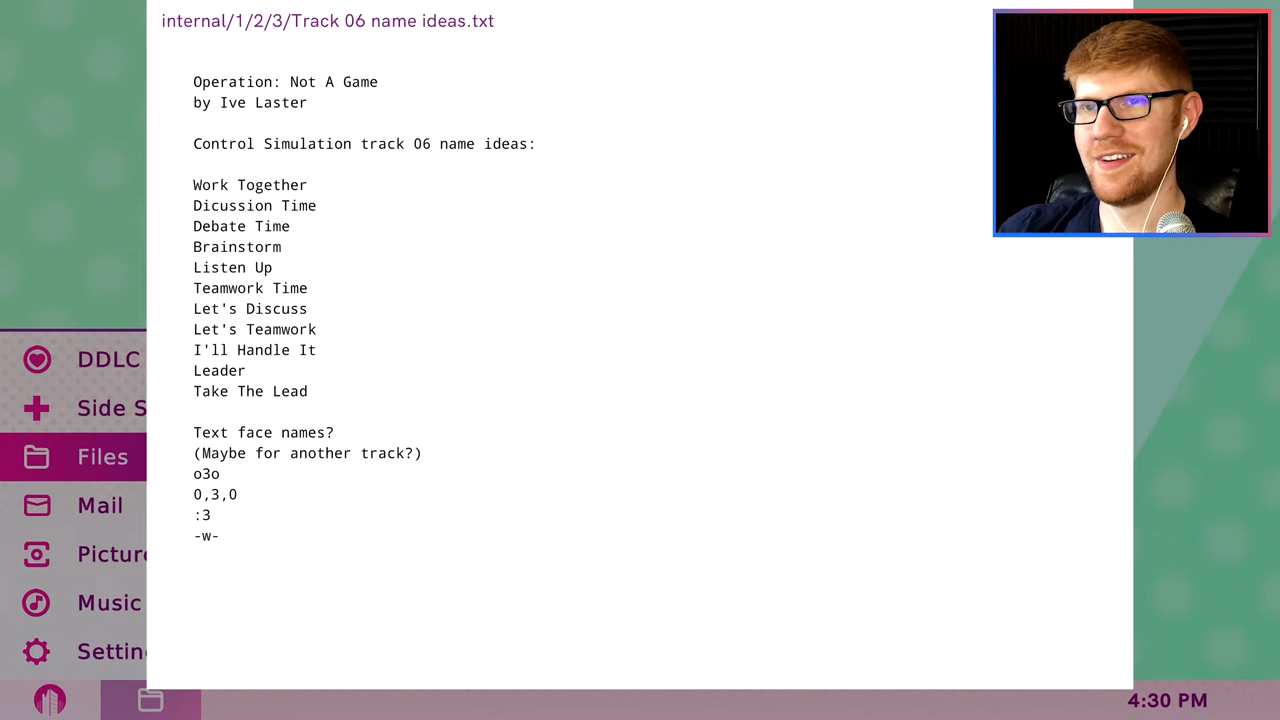 internal/1/2/3/Track 06 name ideas.txt
Operation: Not A Game
by Ive Laster
Control Simulation track 06 name ideas:
Work Together
Dicussion Time
Debate Time
Brainstorm
Listen Up
Teamwork Time
Let's Discuss
Let's Teamwork
I'll Handle It
Leader
Take The Lead
Text face names?
(Maybe for another track?)
o3o
0,3,0
:3
-w-
DDLC
Side S
Files
Mail
Pictur
Music
Settin
4:30 PM